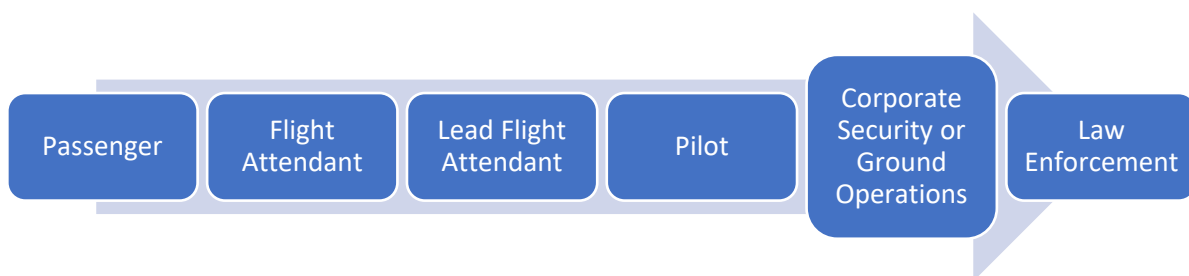 Passenger
Flight
Attendant
Lead Flight
Attendant
Pilot
Corporate
Security or
Ground
Operations
Law
Enforcement